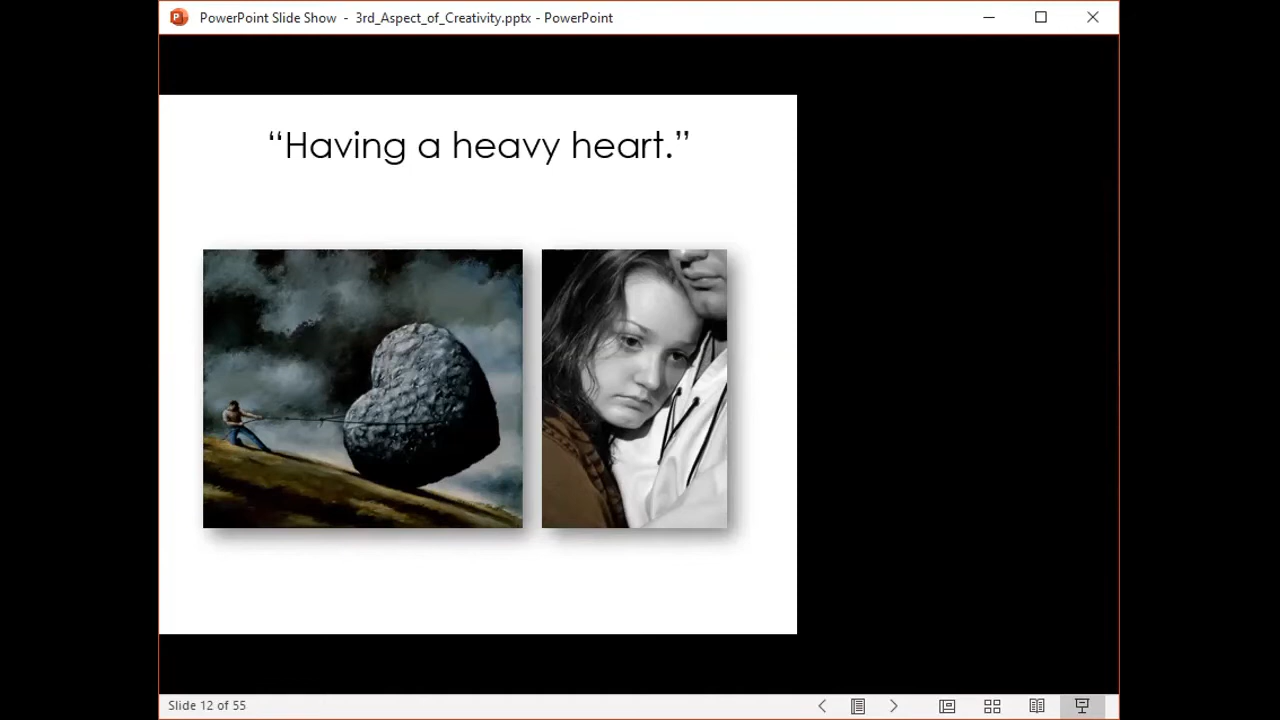 PowerPoint Slide Show - 3rd_Aspect_of_Creativity.pptx - PowerPoint
“Having a heavy heart.”
Slide 12 of 55